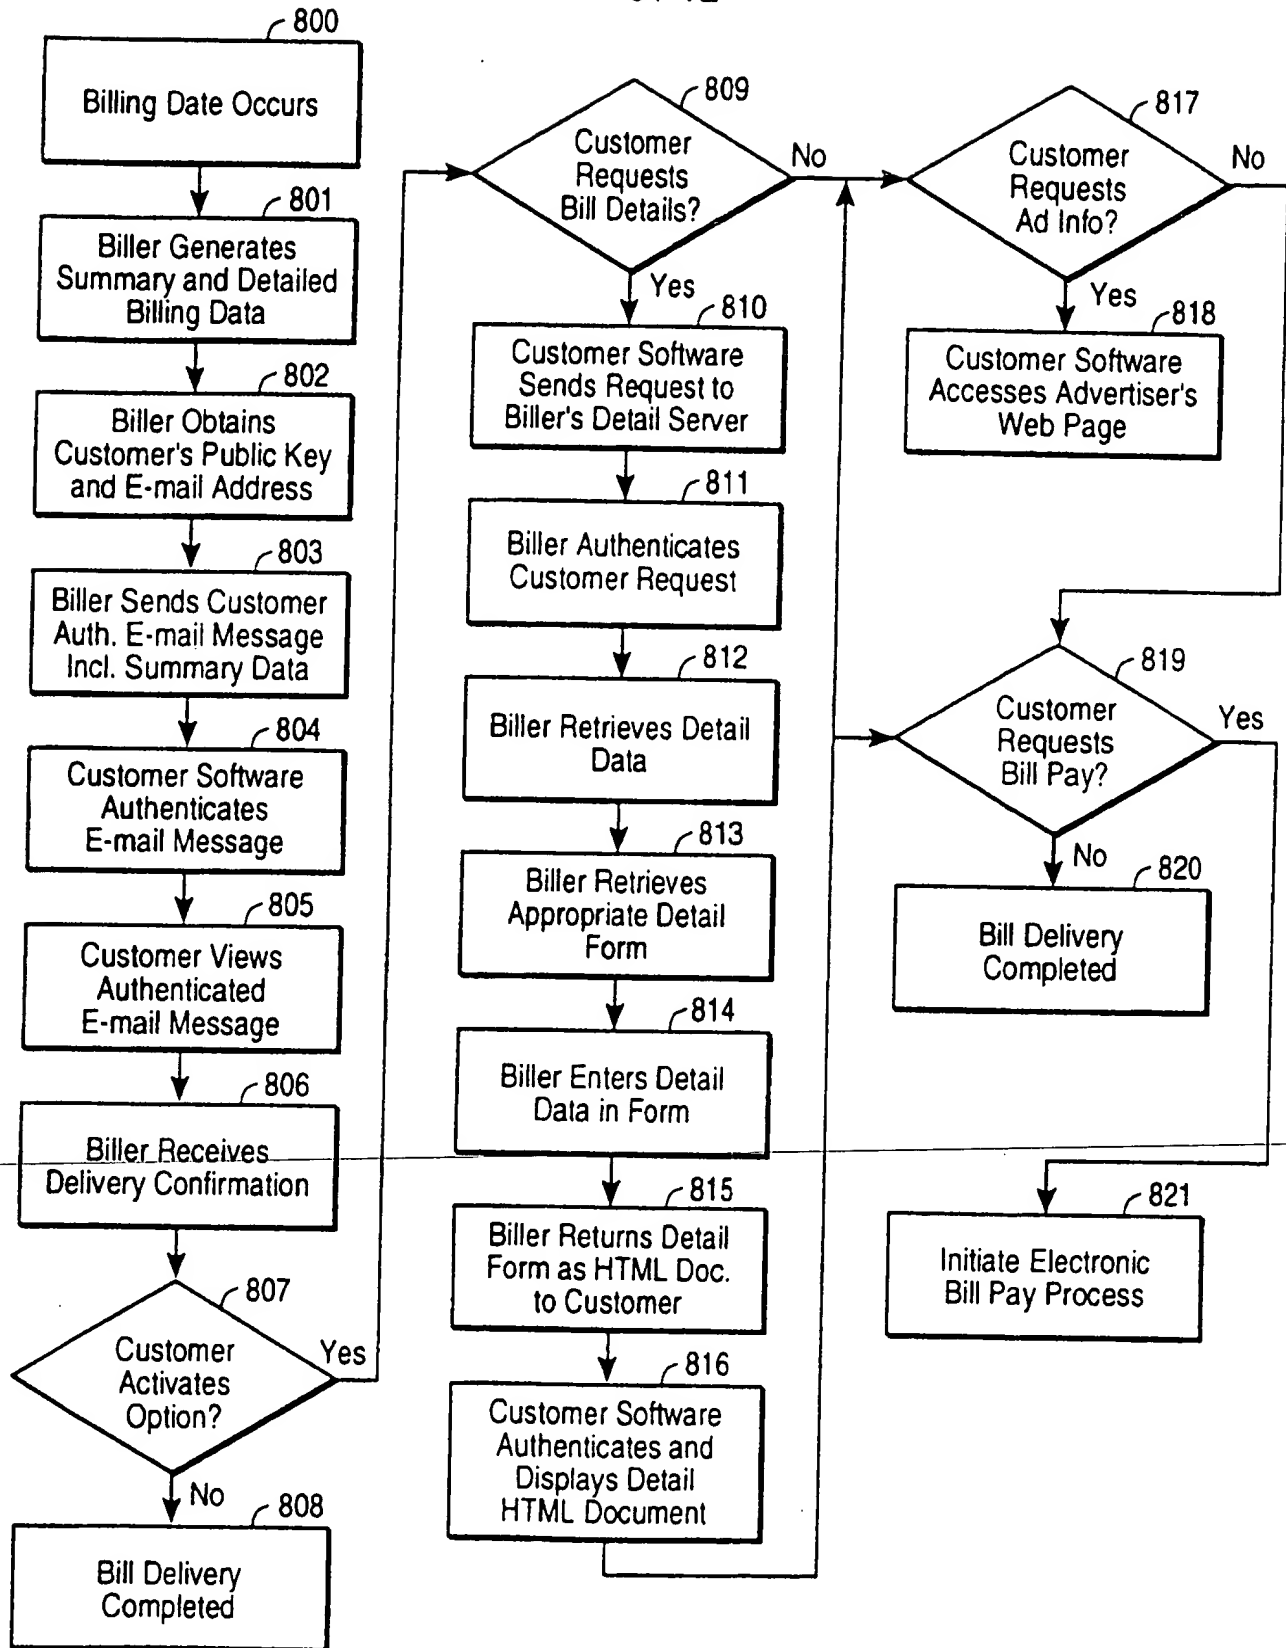 800
Billing Date Occurs
801
Biller Generates
Summary and Detailed
Billing Data
802
Biller Obtains
Customer's Public Key
and E-mail Address
803
Biller Sends Customer
Auth. E-mail Message
Incl. Summary Data
804
Customer Software
Authenticates
E-mail Message
805
Customer Views
Authenticated
E-mail Message
806
Biller Receives
Delivery Confirmation
807
Customer
Activates
Option?
Yes
No
808
Bill Delivery
Completed
809
Customer
Requests
Bill Details?
No
Yes
810
Customer Software
Sends Request to
Biller's Detail Server
811
Biller Authenticates
Customer Request
812
Biller Retrieves Detail
Data
813
Biller Retrieves
Appropriate Detail
Form
814
Biller Enters Detail
Data in Form
815
Biller Returns Detail
Form as HTML Doc.
to Customer
816
Customer Software
Authenticates and
Displays Detail
HTML Document
817
Customer
Requests
Ad Info?
No
Yes
818
Customer Software
Accesses Advertiser's
Web Page
819
Customer
Requests
Bill Pay?
Yes
No
820
Bill Delivery
Completed
821
Initiate Electronic
Bill Pay Process